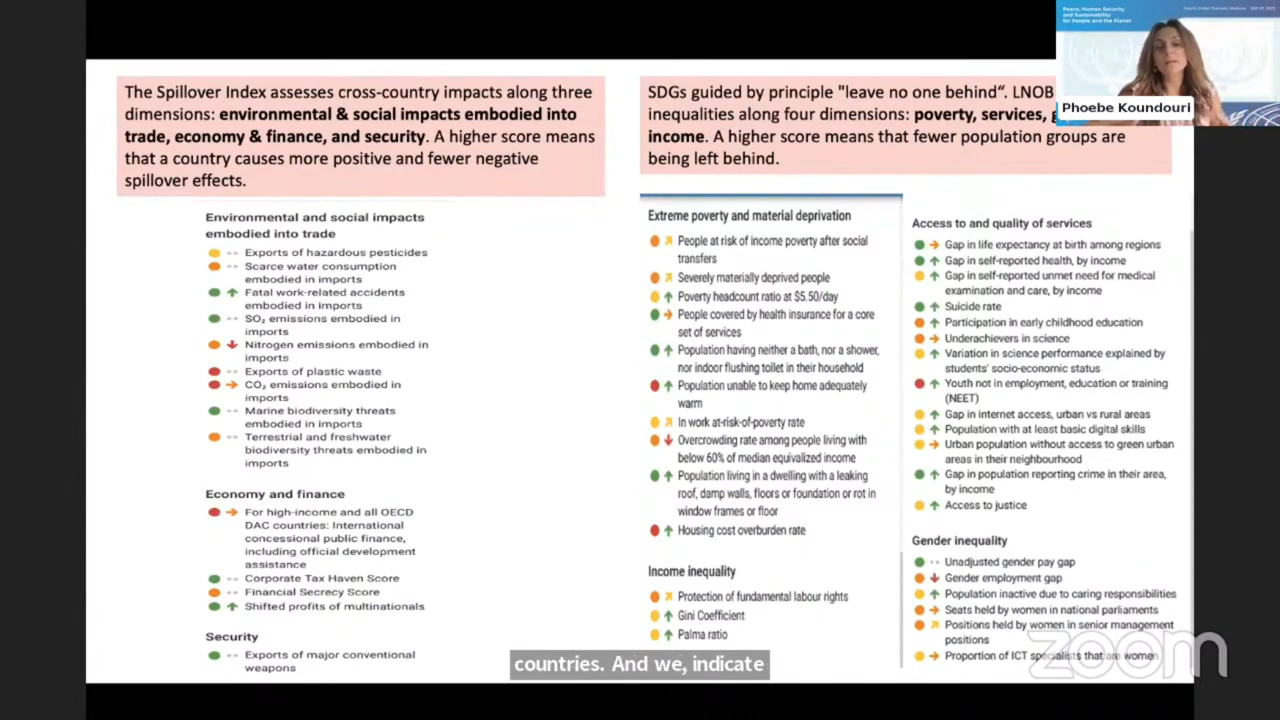 Peace, Human Security
and Sustainability
for People and the Planet
Phoebe Koundouri
The Spillover Index assesses cross-country impacts along three
dimensions: environmental & social impacts embodied into
trade, economy & finance, and security. A higher score means
that a country causes more positive and fewer negative
spillover effects.
SDGs guided by principle "leave no one behind“. LNOB
inequalities along four dimensions: poverty, services,
income. A higher score means that fewer population groups are
being left behind.
Environmental and social impacts
embodied into trade
Exports of hazardous pesticides
Scarce water consumption
embodied in imports
Fatal work-related accidents
embodied in imports
SO₂ emissions embodied in
imports
Nitrogen emissions embodied in
imports
Exports of plastic waste
CO₂ emissions embodied in
imports
Marine biodiversity threats
embodied in imports
Terrestrial and freshwater
biodiversity threats embodied in
imports
Economy and finance
For high-income and all OECD
DAC countries: International
concessional public finance,
including official development
assistance
Corporate Tax Haven Score
Financial Secrecy Score
Shifted profits of multinationals
Security
Exports of major conventional
weapons
Extreme poverty and material deprivation
People at risk of income poverty after social
transfers
Severely materially deprived people
Poverty headcount ratio at $5.50/day
People covered by health insurance for a core
set of services
Population having neither a bath, nor a shower,
nor indoor flushing toilet in their household
Population unable to keep home adequately
warm
In work at-risk-of-poverty rate
Overcrowding rate among people living with
below 60% of median equivalized income
Population living in a dwelling with a leaking
roof, damp walls, floors or foundation or rot in
window frames or floor
Housing cost overburden rate
Income inequality
Protection of fundamental labour rights
Gini Coefficient
Palma ratio
Access to and quality of services
Gap in life expectancy at birth among regions
Gap in self-reported health, by income
Gap in self-reported unmet need for medical
examination and care, by income
Suicide rate
Participation in early childhood education
Underachievers in science
Variation in science performance explained by
students' socio-economic status
Youth not in employment, education or training
(NEET)
Gap in internet access, urban vs rural areas
Population with at least basic digital skills
Urban population without access to green urban
areas in their neighbourhood
Gap in population reporting crime in their area,
by income
Access to justice
Gender inequality
Unadjusted gender pay gap
Gender employment gap
Population inactive due to caring responsibilities
Seats held by women in national parliaments
Positions held by women in senior management
positions
Proportion of ICT specialists that are women
zoom
countries. And we, indicate